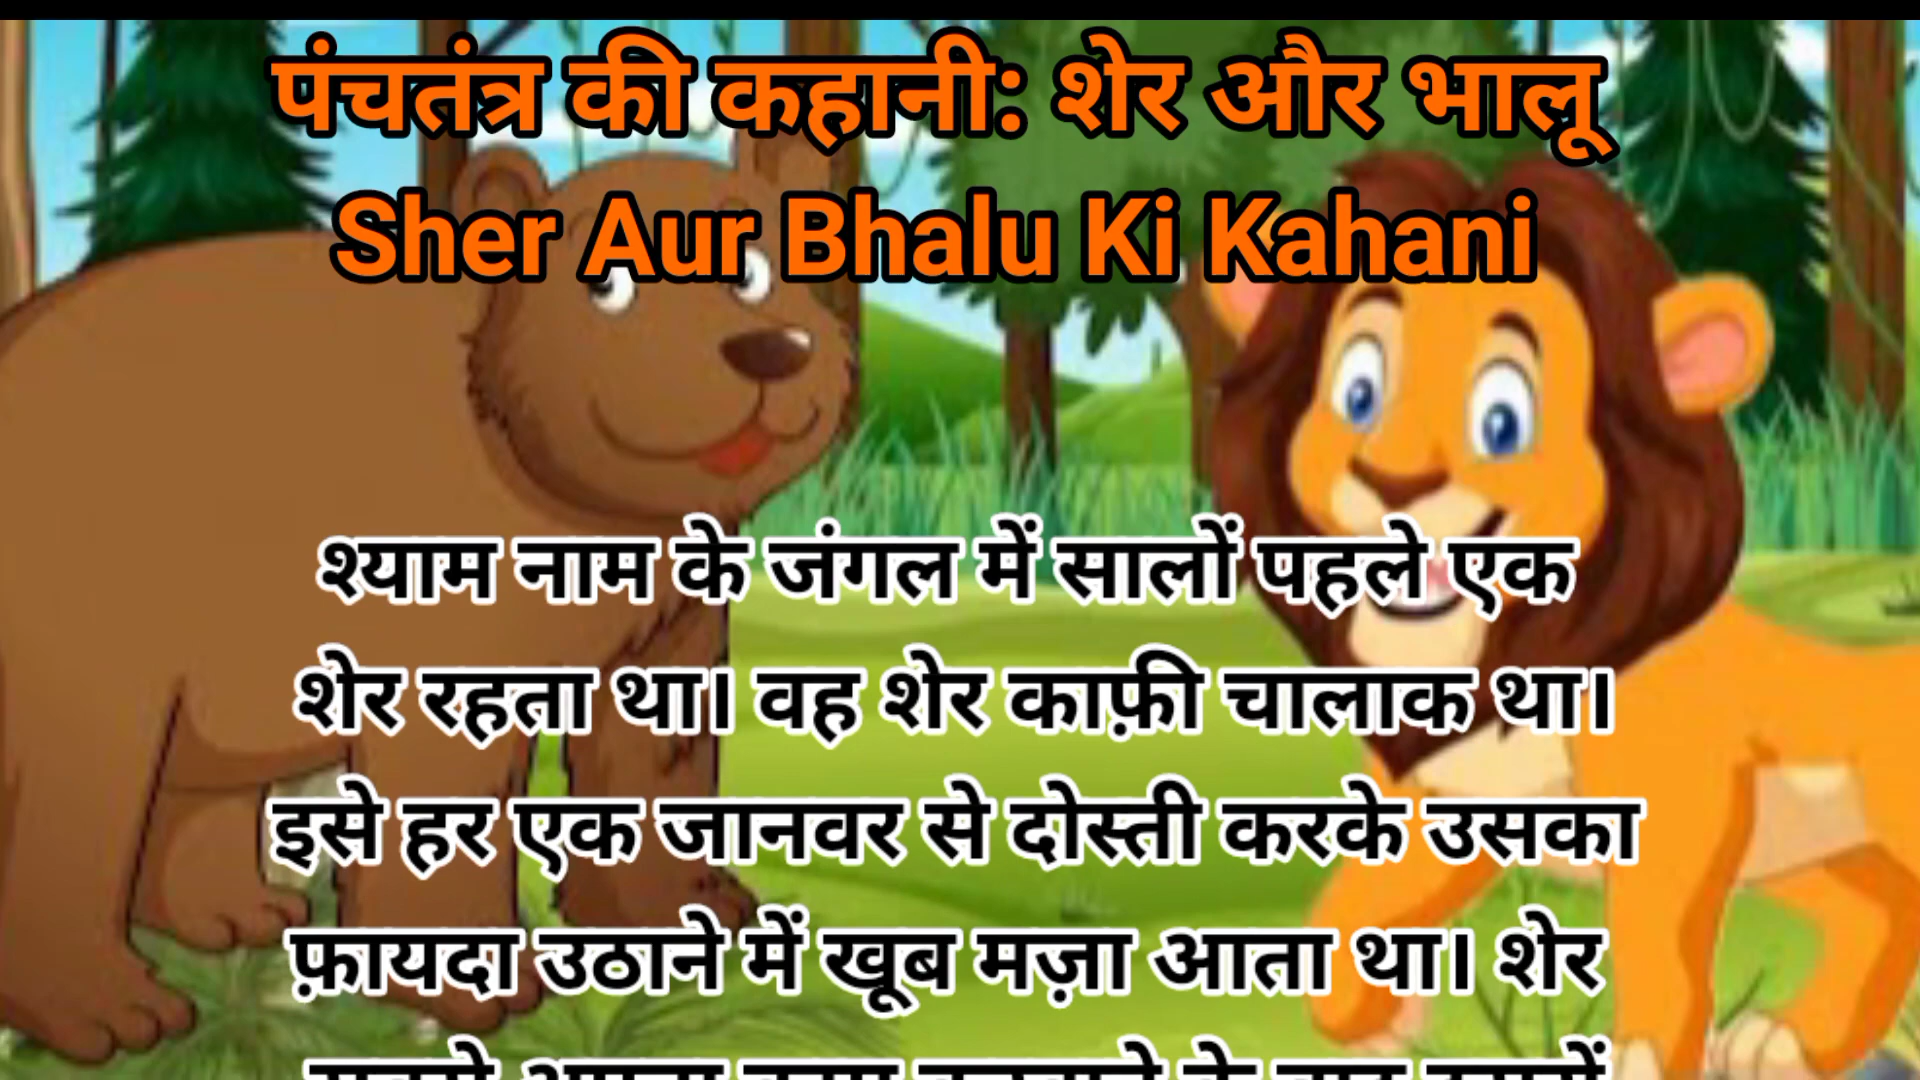 पंचतंत्र की कहानी: शेर और भालू
Sher Aur Bhalu Ki Kahani
श्याम नाम के जंगल में सालों पहले एक
शेर रहता था। वह शेर काफ़ी चालाक था।
इसे हर एक जानवर से दोस्ती करके उसका
फ़ायदा उठाने में खूब मज़ा आता था। शेर